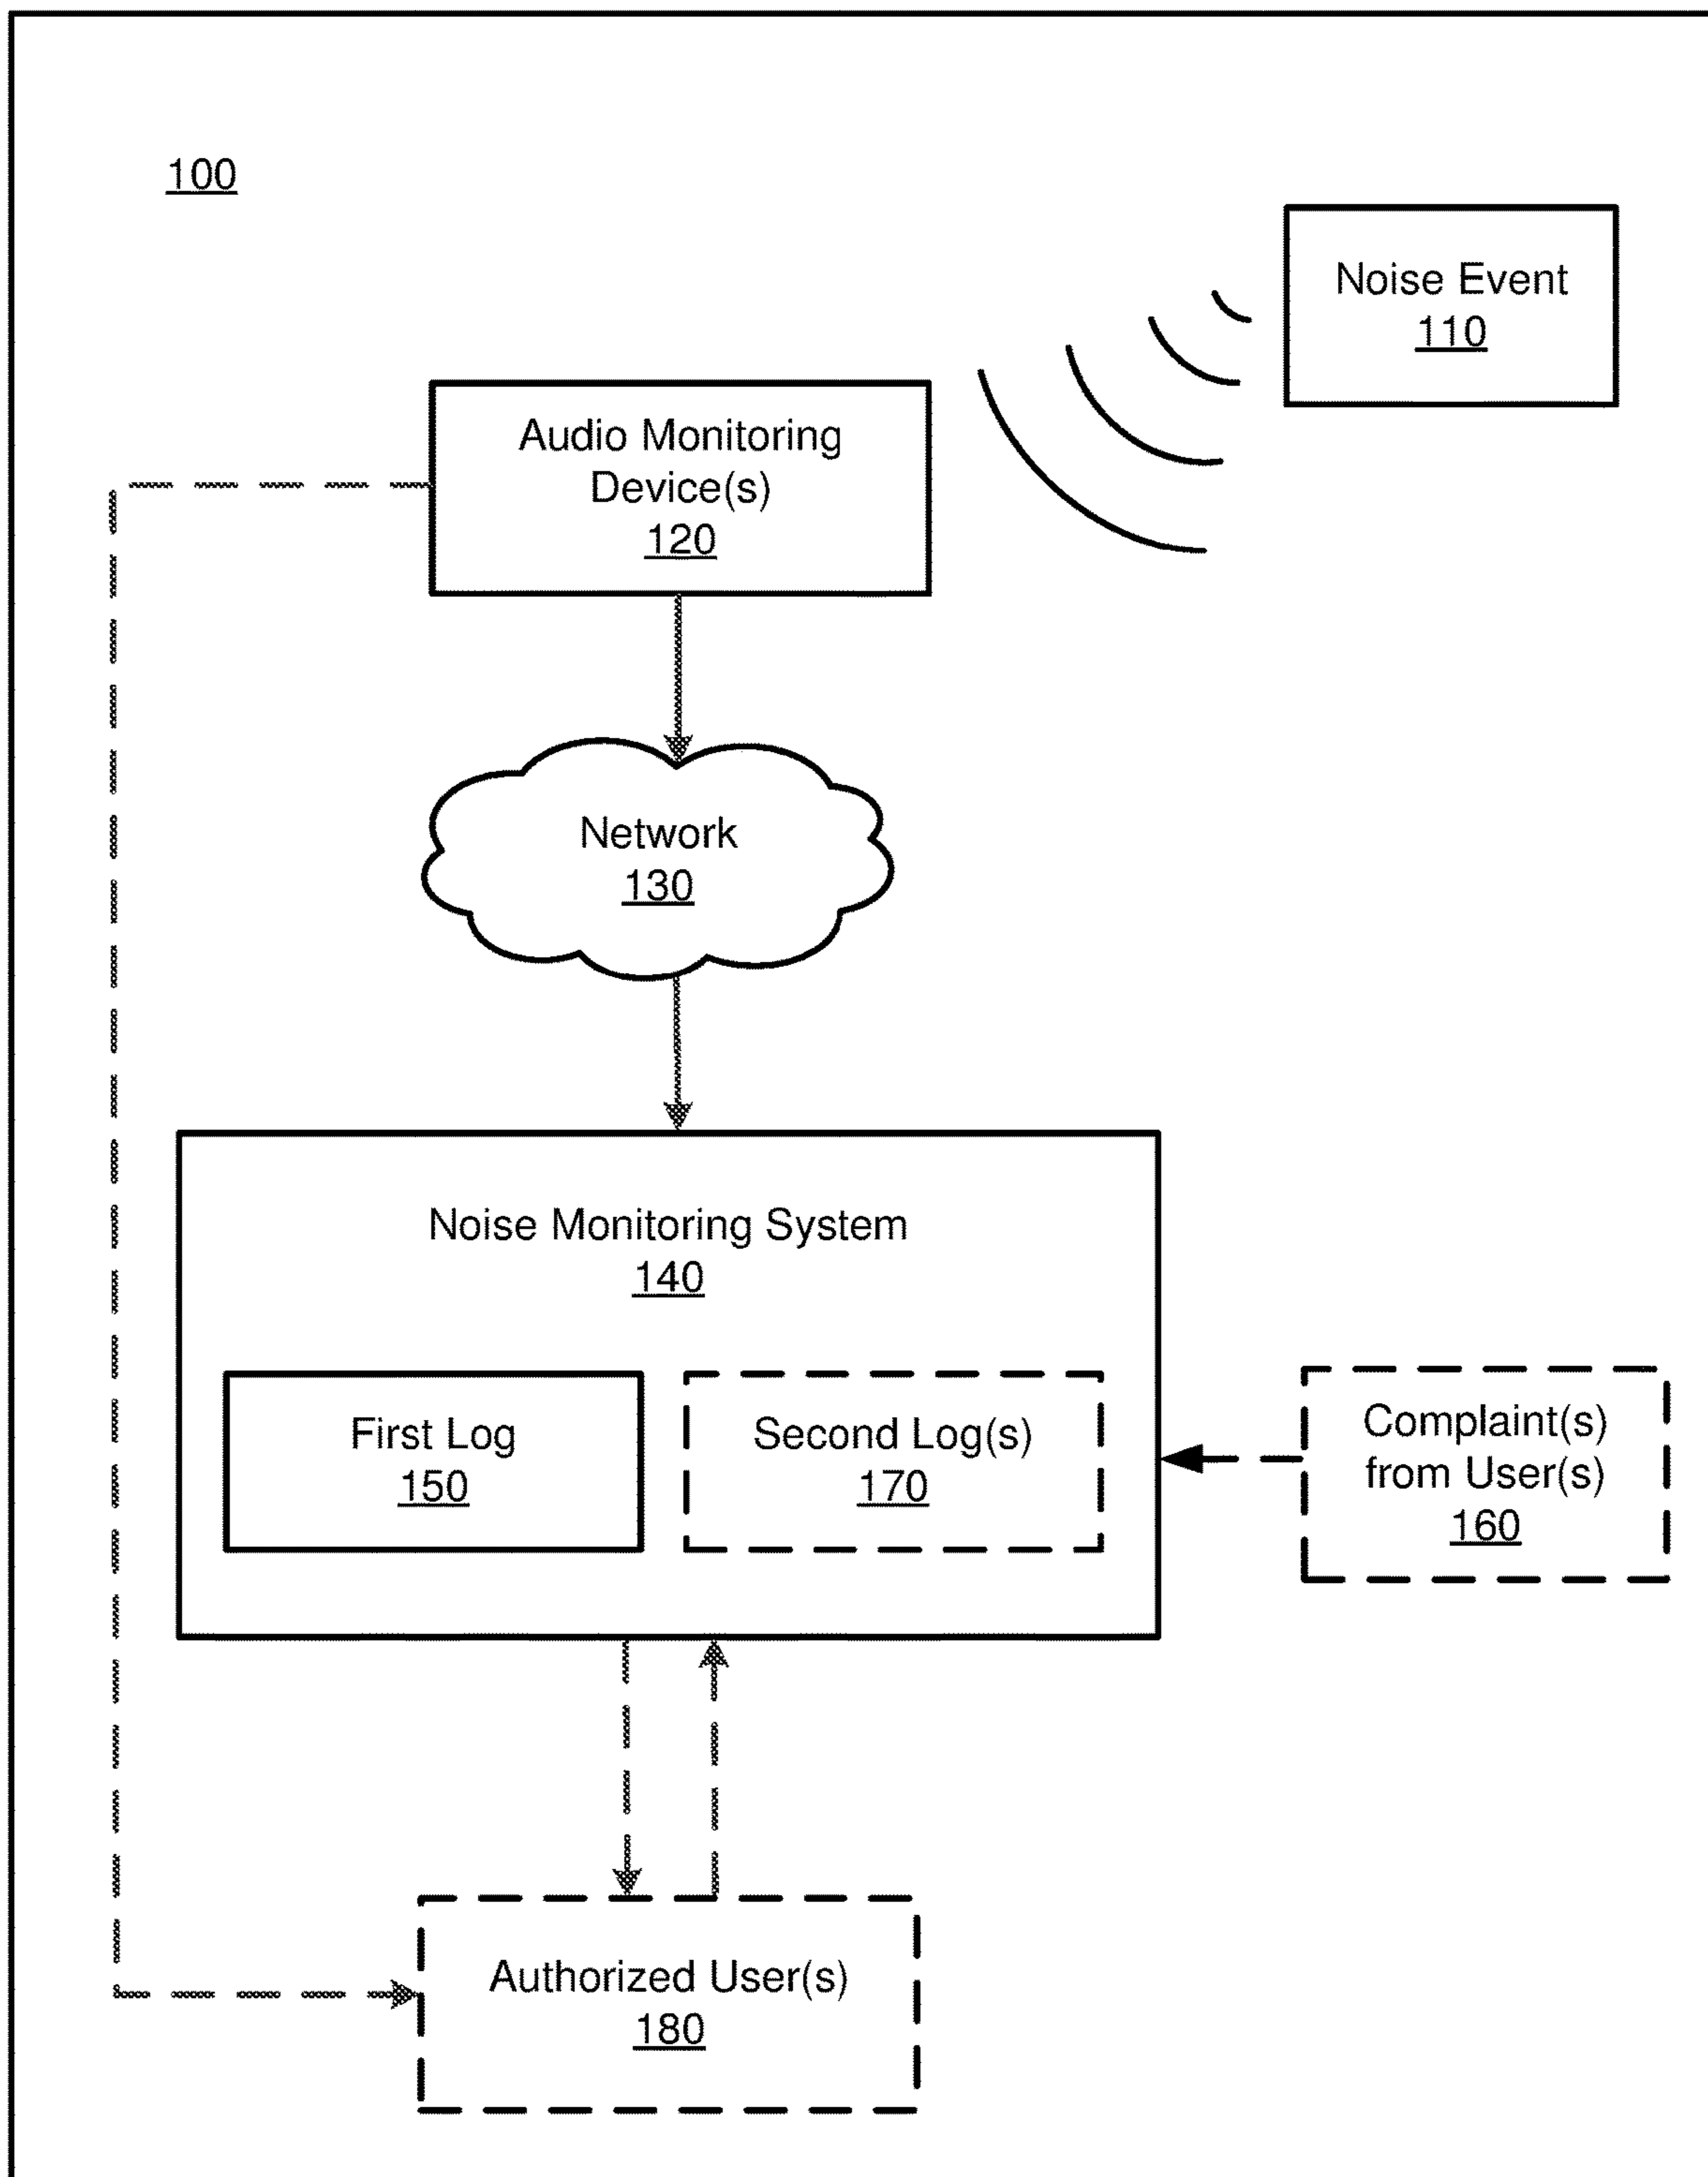 100
Noise Event
110
Audio Monitoring
Device(s)
120
Network
130
Noise Monitoring System
140
First Log
150
Second Log(s)
170
Complaint(s)
from User(s)
160
Authorized User(s)
180